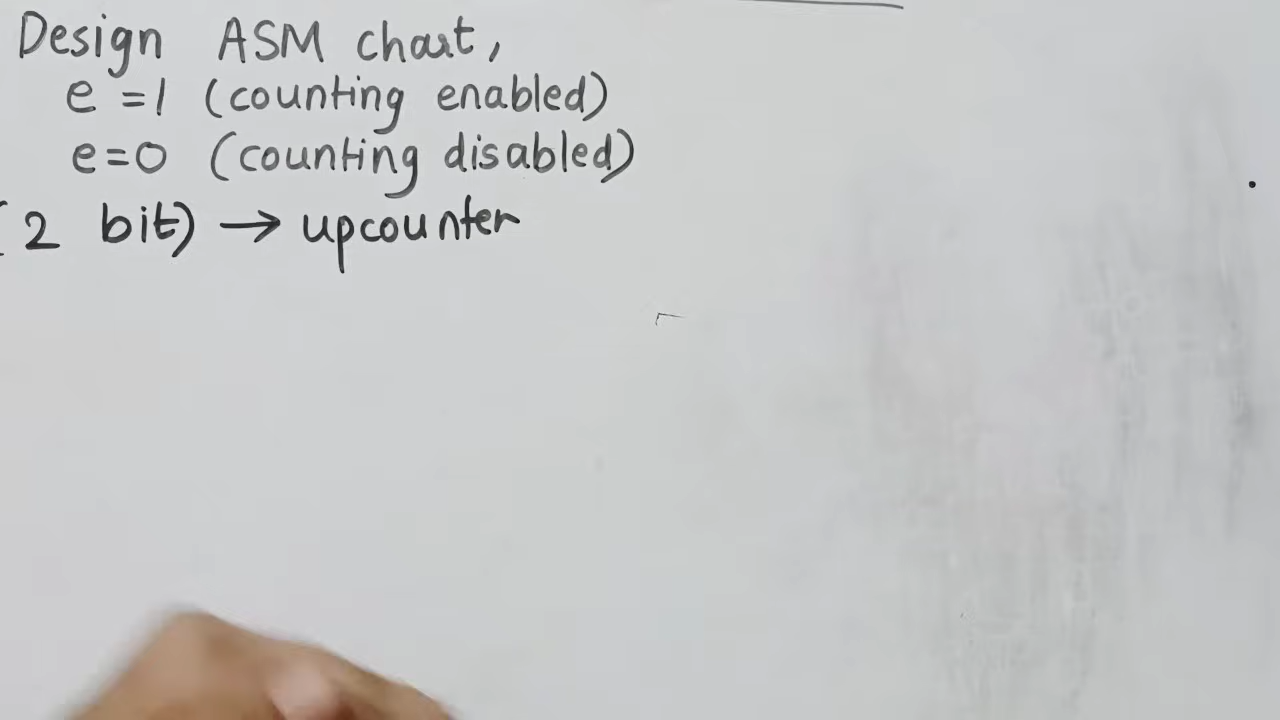 Design ASM chart,
e =1 (counting enabled)
e=0 (counting disabled)
(2 bit) → upcounter